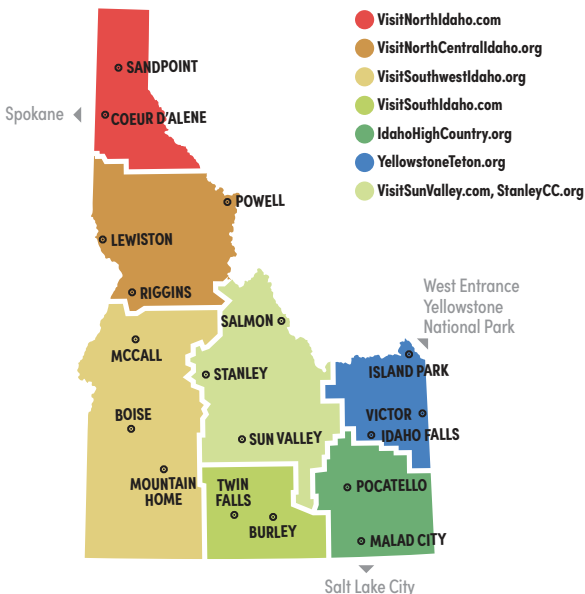 VisitNorthIdaho.com
VisitNorthCentralIdaho.org
VisitSouthwestIdaho.org
VisitSouthIdaho.com
IdahoHighCountry.org
YellowstoneTeton.org
VisitSunValley.com, StanleyCC.org
SANDPOINT
Spokane
COEUR D'ALENE
POWELL
LEWISTON
RIGGINS
West Entrance
Yellowstone
National Park
SALMON
MCCALL
ISLAND PARK
STANLEY
BOISE
VICTOR
SUN VALLEY
IDAHO FALLS
MOUNTAIN
HOME
TWIN
FALLS
POCATELLO
BURLEY
MALAD CITY
Salt Lake City